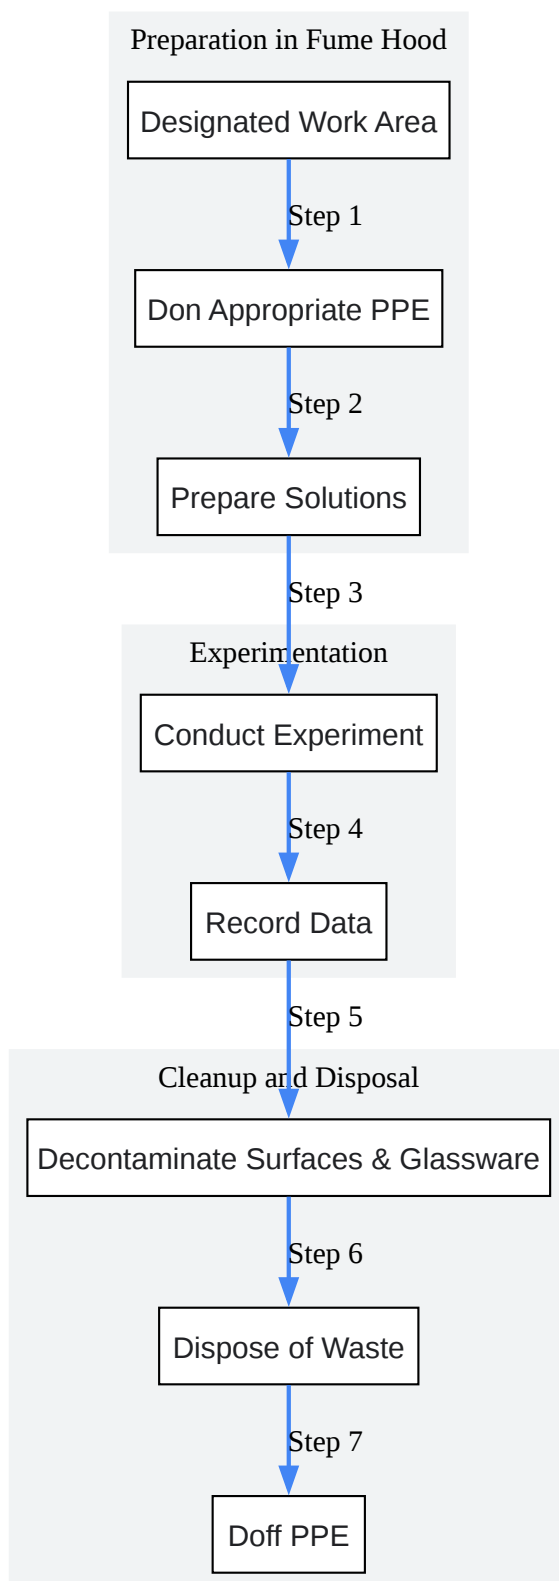 Preparation in Fume Hood
Designated Work Area
Step 1
Don Appropriate PPE
Step 2
Prepare Solutions
Step 3
Experimentation
Conduct Experiment
Step 4
Record Data
Step 5
Cleanup and Disposal
Decontaminate Surfaces & Glassware
Step 6
Dispose of Waste
Step 7
Doff PPE